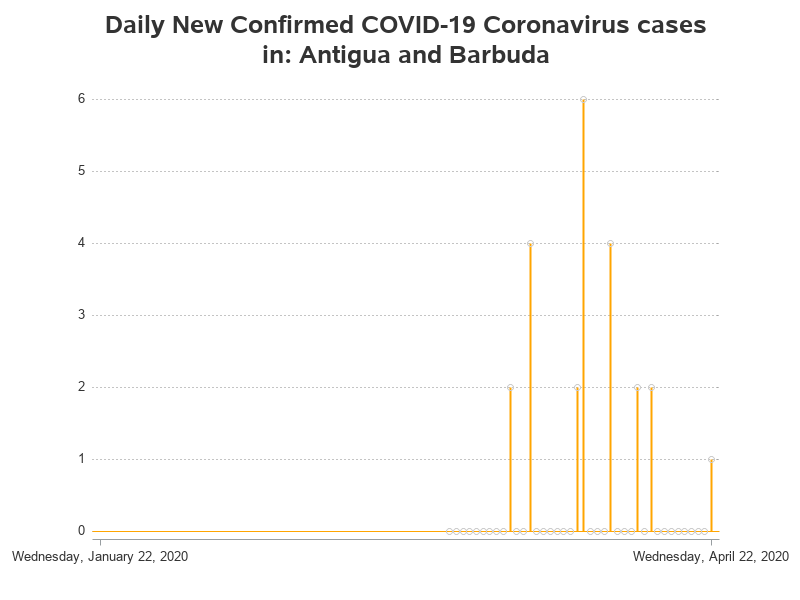 Daily New Confirmed COVID-19 Coronavirus cases
in: Antigua and Barbuda
6
5
4
3
2
1
0
Wednesday, January 22, 2020
Wednesday, April 22, 2020